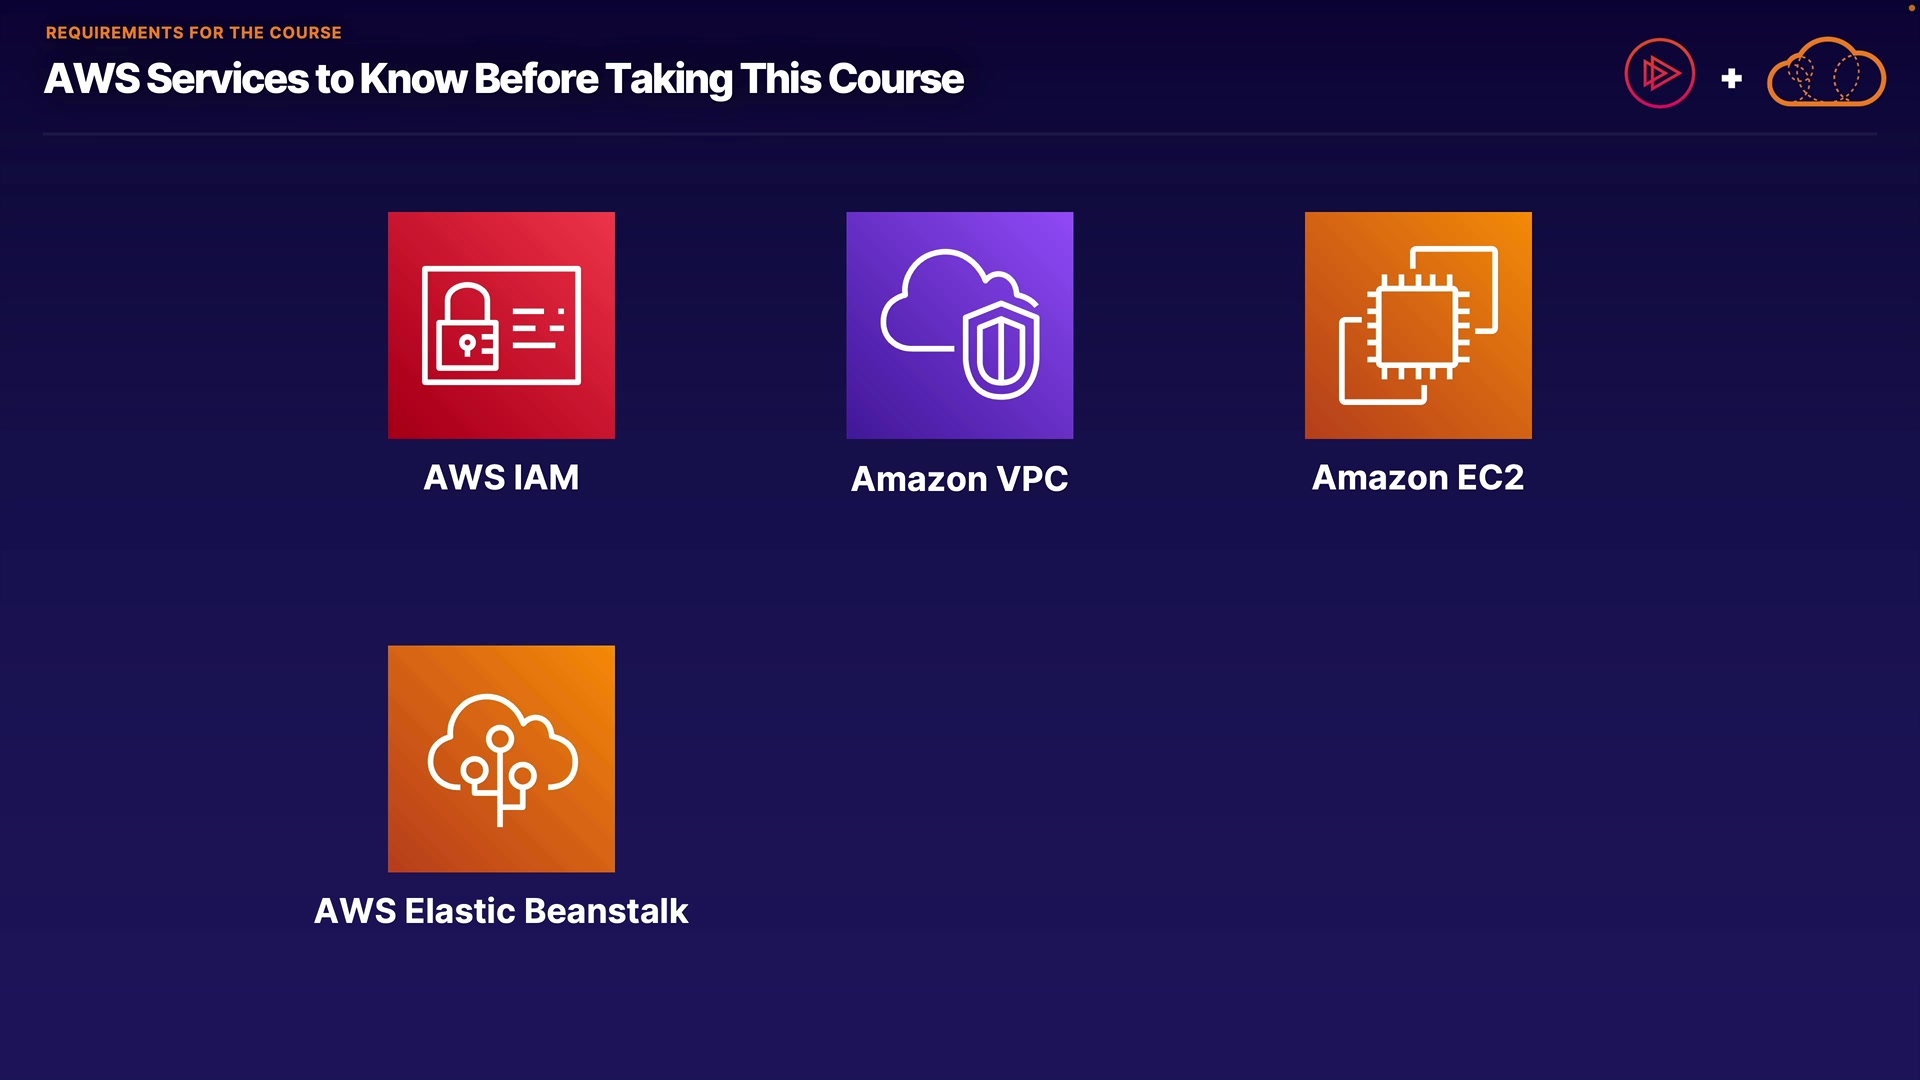 REQUIREMENTS FOR THE COURSE
AWS Services to Know Before Taking This Course
AWS IAM
Amazon VPC
Amazon EC2
AWS Elastic Beanstalk